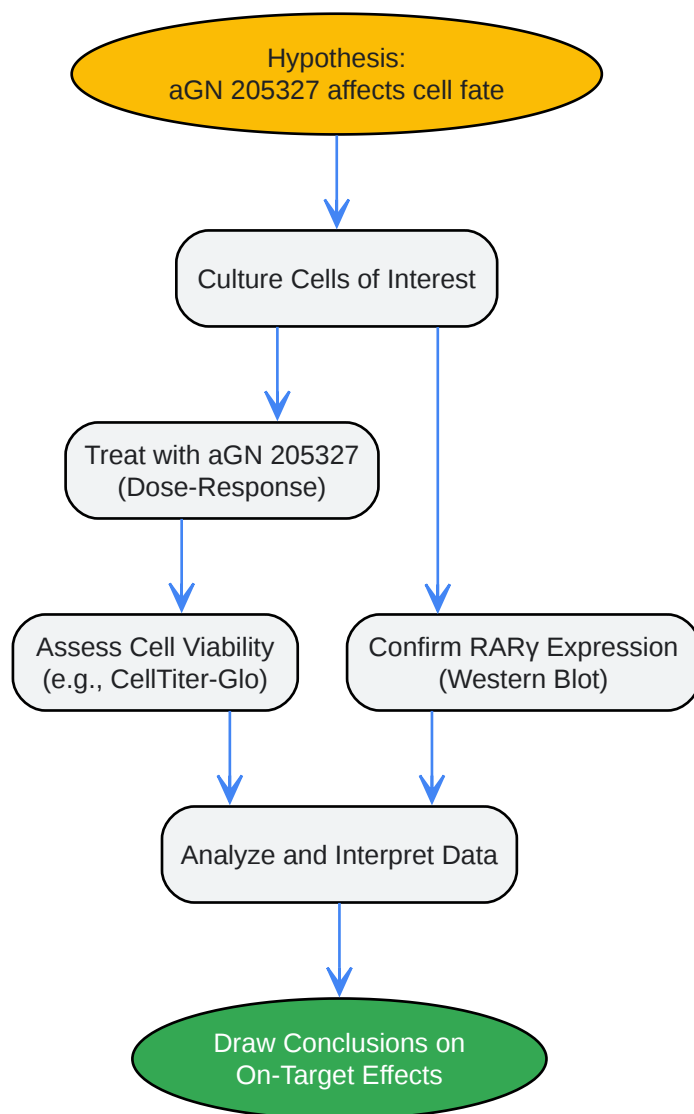 Hypothesis:
aGN 205327 affects cell fate
Culture Cells of Interest
Treat with aGN 205327
(Dose-Response)
Assess Cell Viability
(e.g., CellTiter-Glo)
Confirm RARγ Expression
(Western Blot)
Analyze and Interpret Data
Draw Conclusions on
On-Target Effects